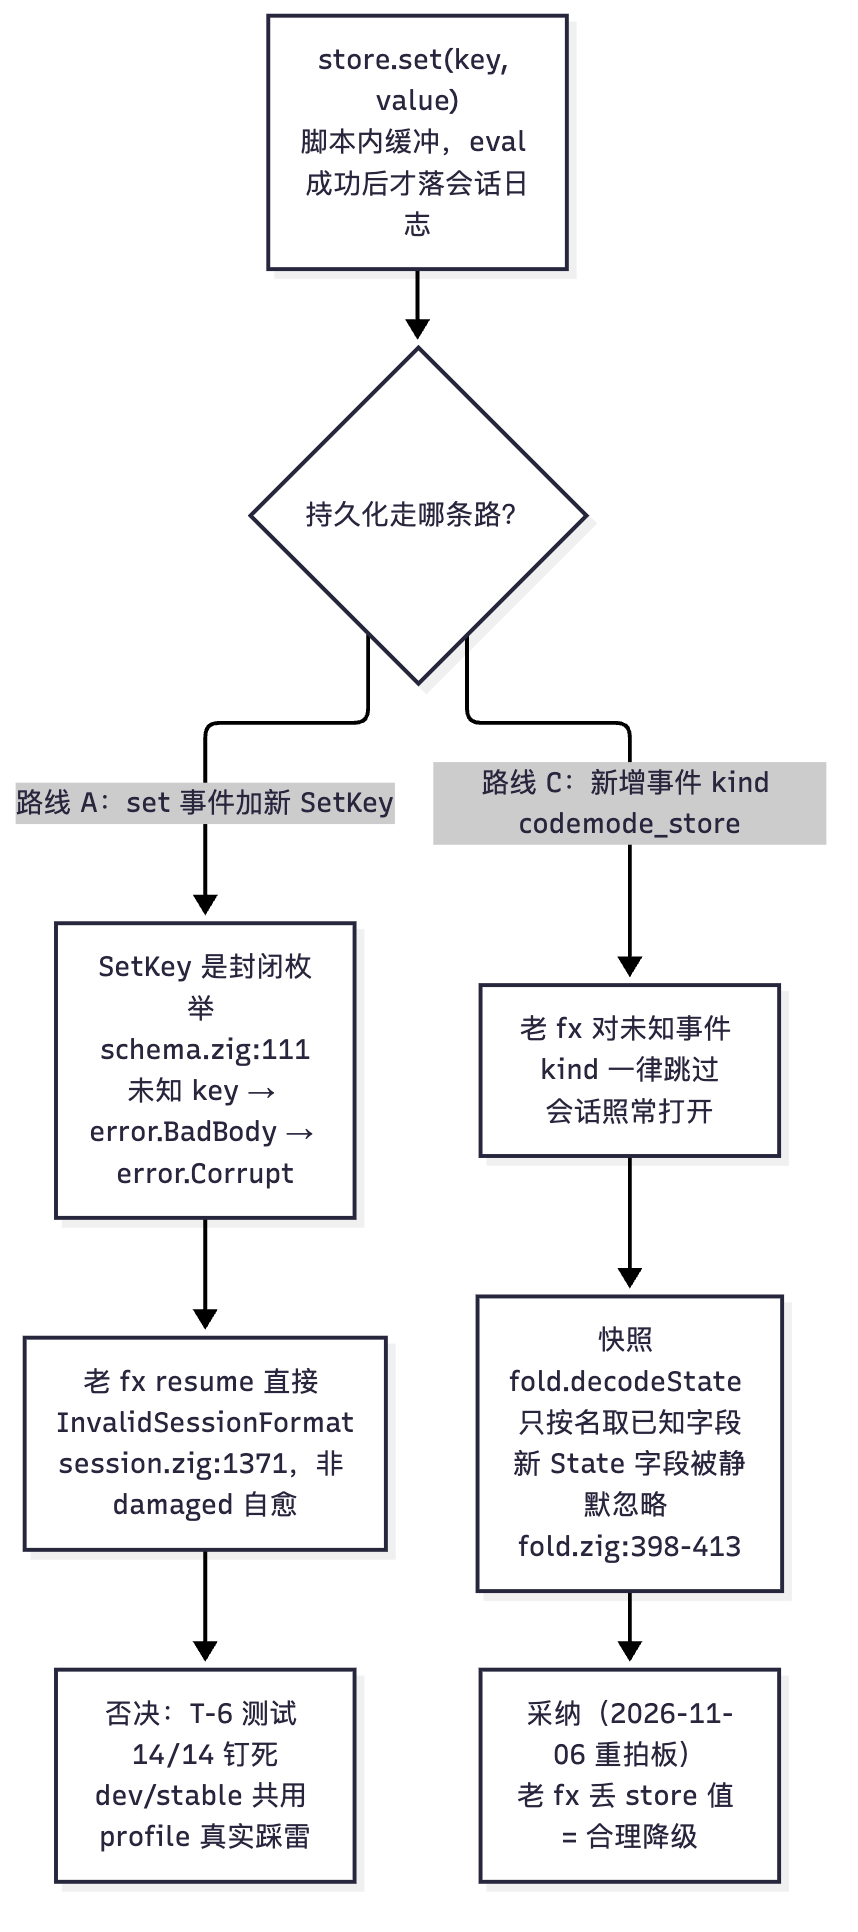 store.set(key,
value)
脚本内缓冲，eval
成功后才落会话日
志
持久化走哪条路？
路线 A：set 事件加新 SetKey
路线 C：新增事件 kind
codemode_store
SetKey 是封闭枚
举
schema.zig:111
未知 key →
error.BadBody →
error.Corrupt
老 fx 对未知事件
kind 一律跳过
会话照常打开
老 fx resume 直接
InvalidSessionFormat
session.zig:1371，非
damaged 自愈
快照
fold.decodeState
只按名取已知字段
新 State 字段被静
默忽略
fold.zig:398-413
否决：T-6 测试
14/14 钉死
dev/stable 共用
profile 真实踩雷
采纳（2026-11-
06 重拍板）
老 fx 丢 store 值
= 合理降级